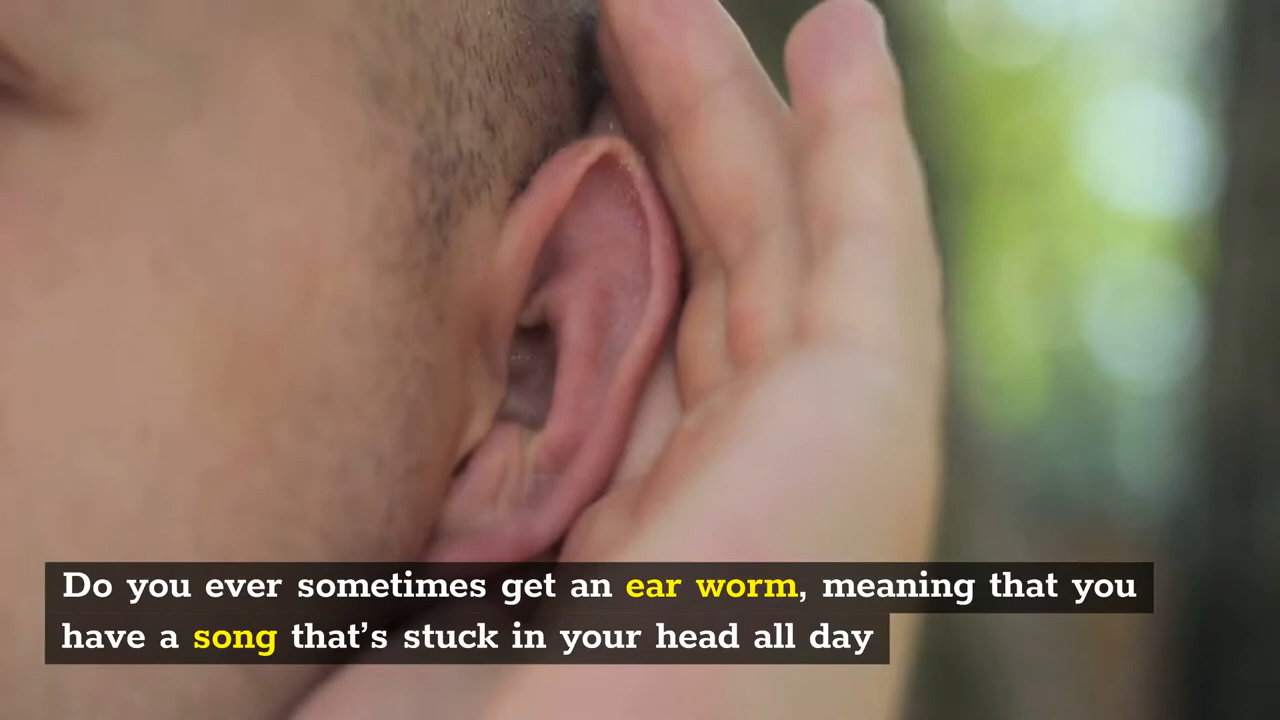 Do you ever sometimes get an ear worm, meaning that you
have a song that's stuck in your head all day